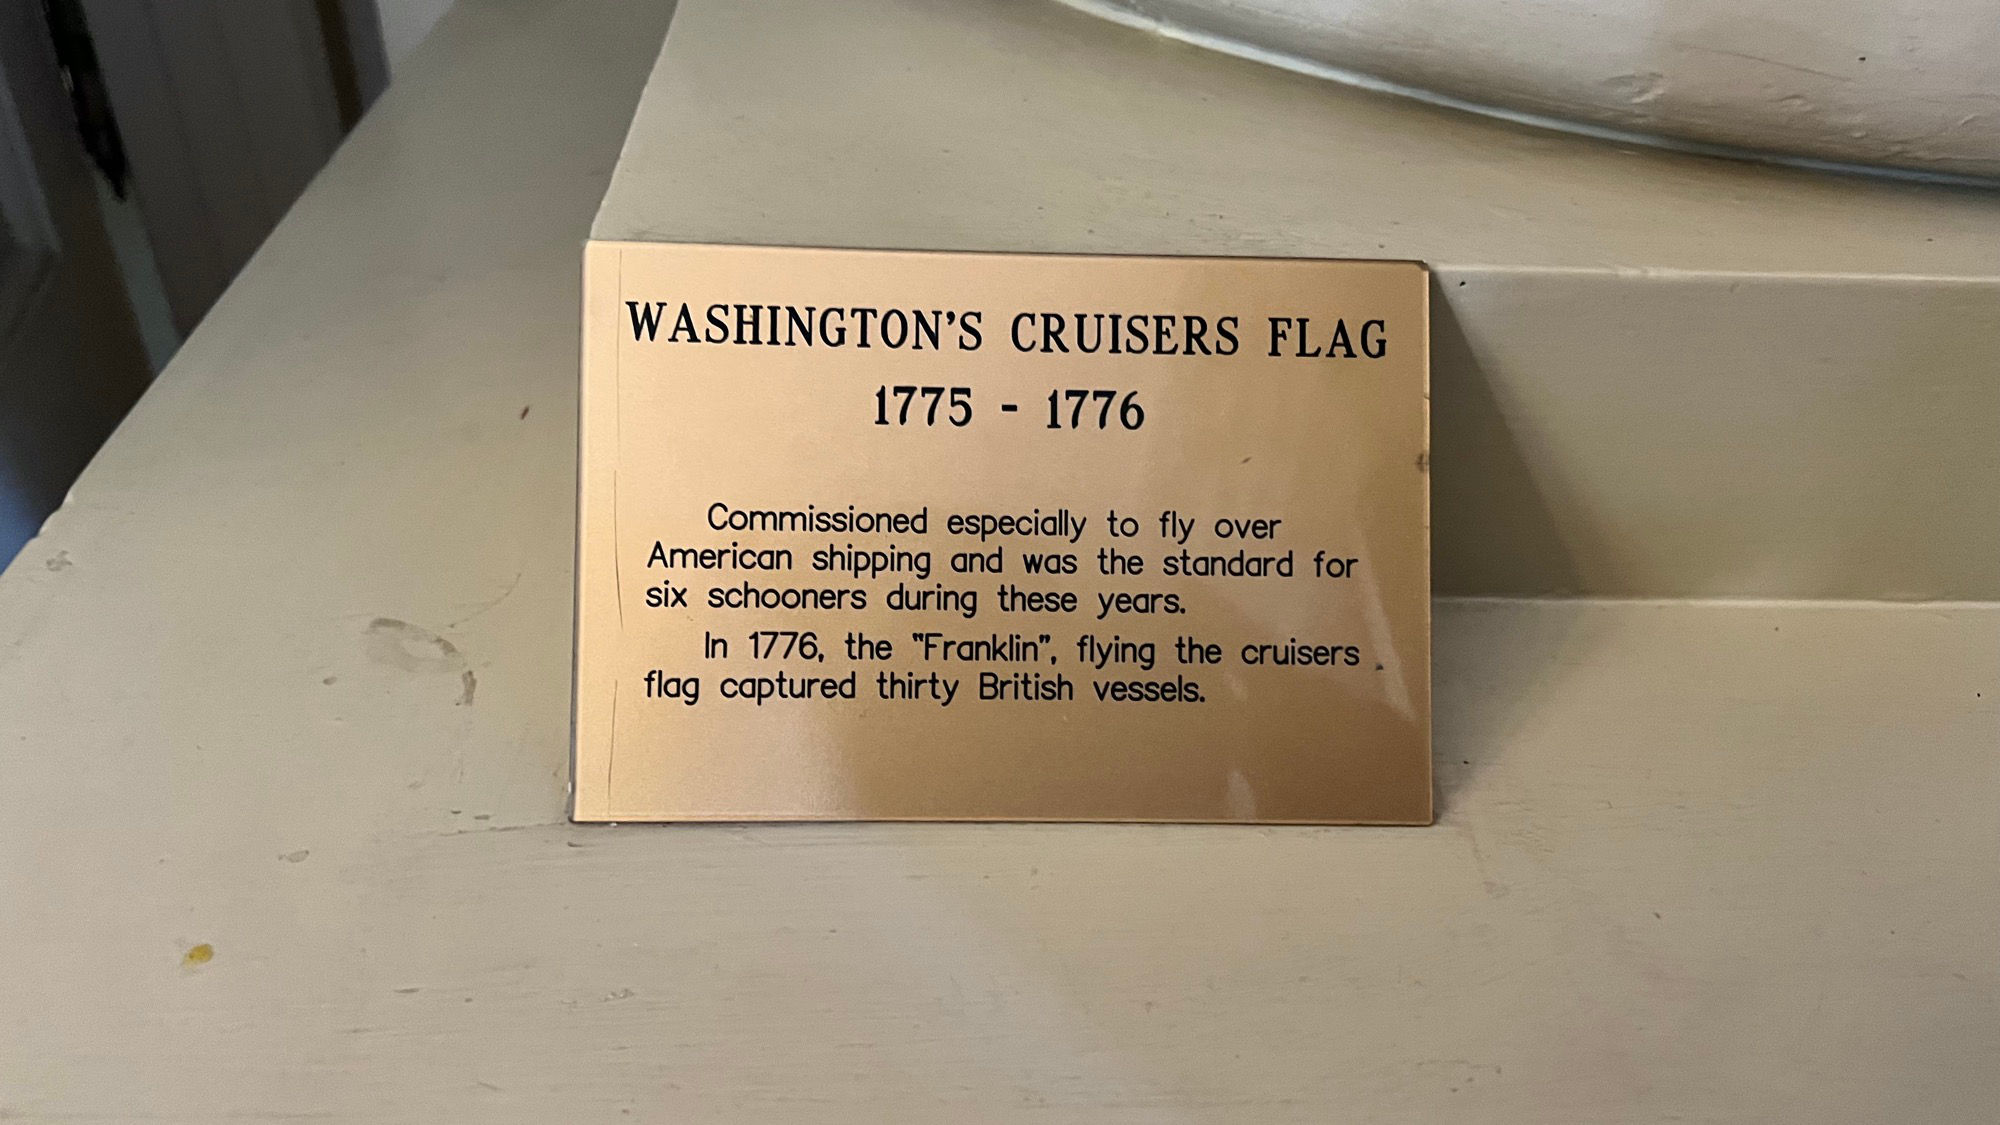 WASHINGTON'S CRUISERS FLAG
1775 - 1776
Commissioned especially to fly over
American shipping and was the standard for
six schooners during these years.
In 1776, the "Franklin", flying the cruisers
flag captured thirty British vessels.